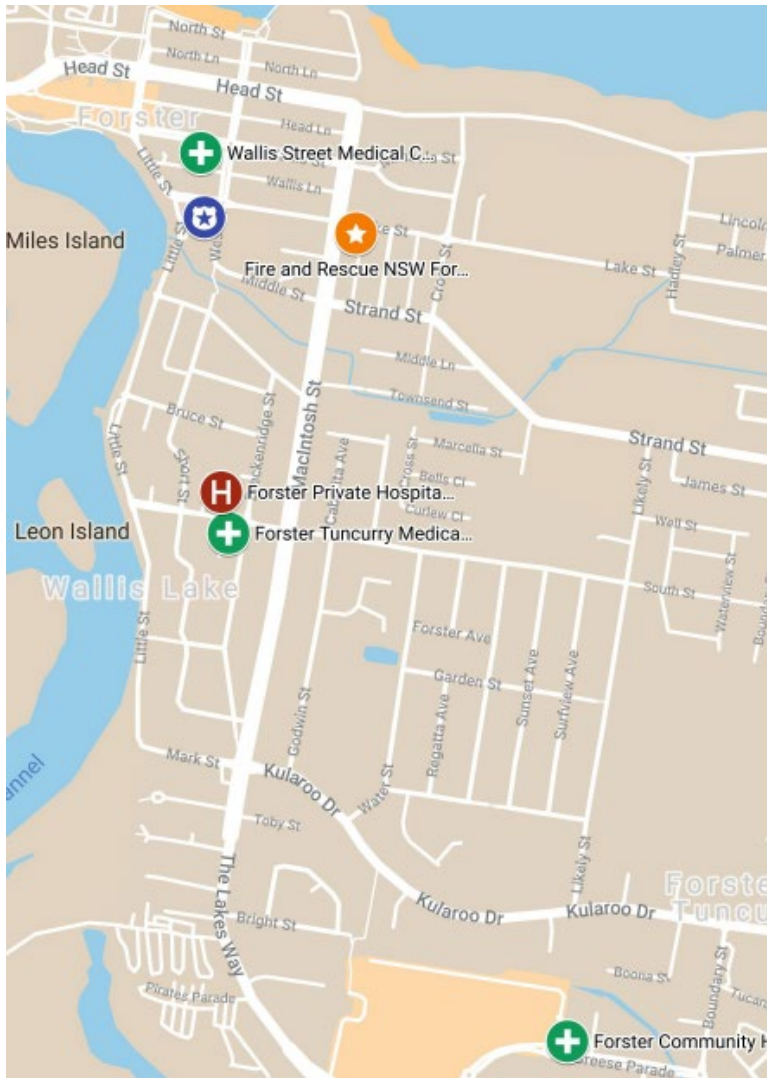 North St
North Ln
Head St
North Ln
Head St
Forster
Head Ln
Little St
Wallis Street Medical C...
Wallis Ln
Lincoln
Miles Island
Little St
Palmer
Hadley St
Fire and Rescue NSW For...
Lake St
Middle St
Strand St
Middle Ln
MacIntosh St
Townsend St
Bruce St
Little St
Cross St
Marcella St
Strand St
Bells Cl
Likely St
James St
H
Forster Private Hospita...
Curlew Cl
Leon Island
Forster Tuncurry Medica...
Wall St
Wallis Lake
South St
Waterview St
Little St
Forster Ave
Garden St
Godwin St
Regatta Ave
Sunset Ave
Surfview Ave
Mark St
Kularoo Dr
Water St
Toby St
Likely St
The Lakes Way
Bright St
Kularoo Dr
Kularoo Dr
Forste
Tuncu
Boona St
Boundary St
Pirates Parade
Forster Community H